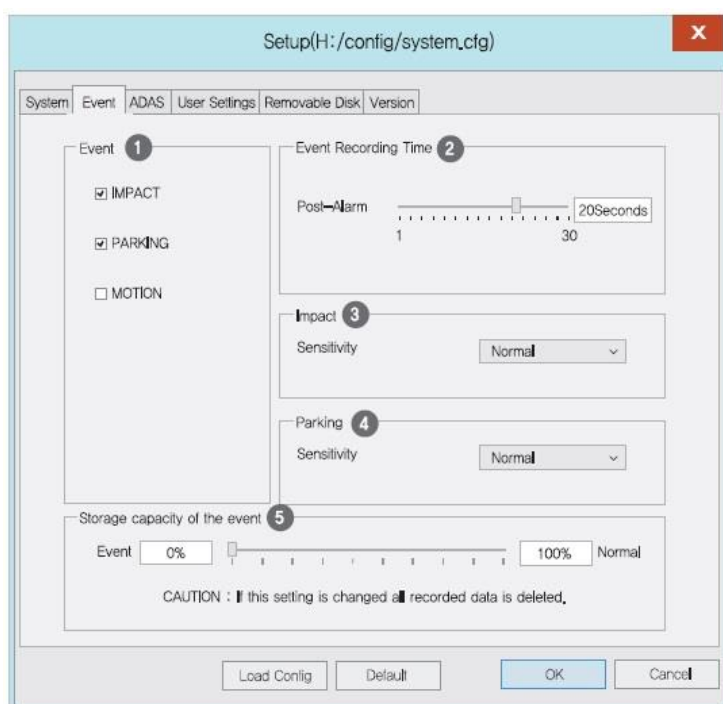 Setup(H:/config/system.cfg)
X
System Event ADAS User Settings Removable Disk Version
Event 1
IMPACT
PARKING
MOTION
Event Recording Time 2
Post-Alarm 20Seconds
1 30
Impact 3
Sensitivity Normal
Parking 4
Sensitivity Normal
Storage capacity of the event 5
Event 0% 100% Normal
CAUTION : If this setting is changed all recorded data is deleted.
Load Config Default OK Cancel